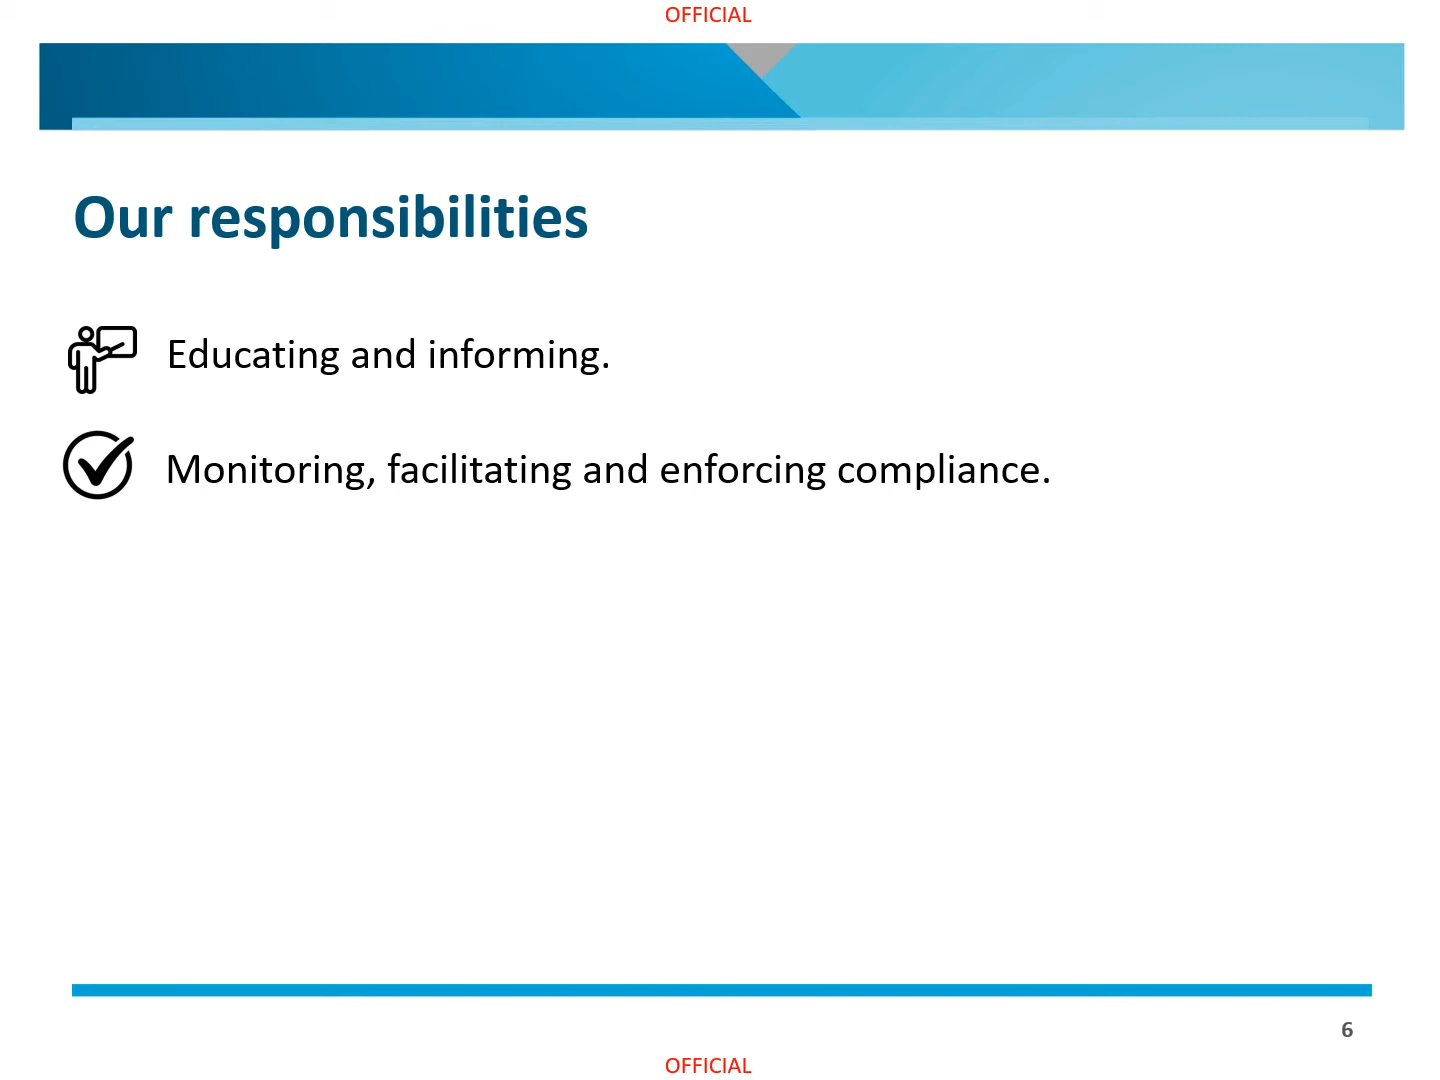 OFFICIAL
Our responsibilities
Educating and informing.
Monitoring, facilitating and enforcing compliance.
6
OFFICIAL